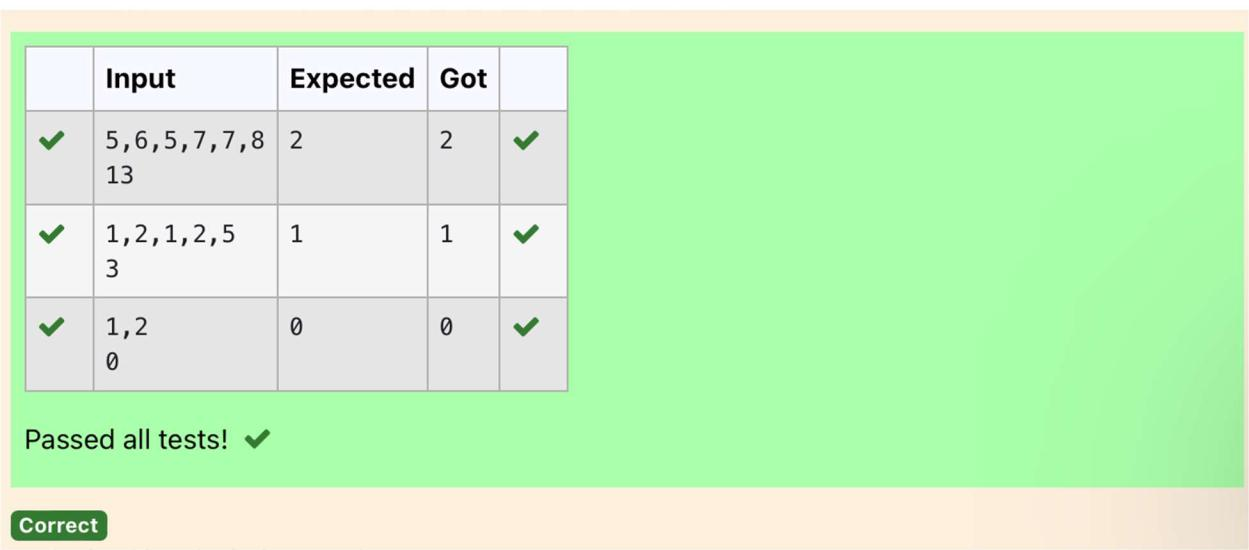 Input Expected Got
5,6,5,7,7,8 2 2
13
1,2,1,2,5 1 1
3
1,2 0 0
0
Passed all tests!
Correct